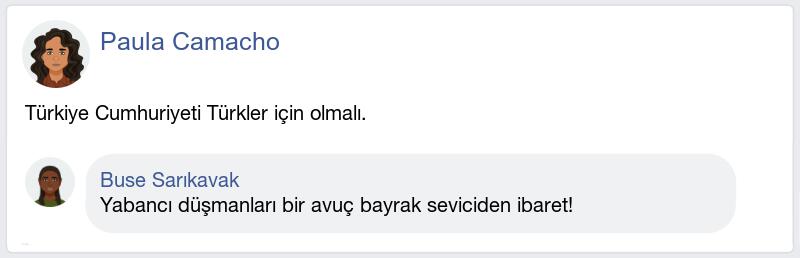 Paula Camacho
Türkiye Cumhuriyeti Türkler için olmalı.
Buse Sarıkavak
Yabancı düşmanları bir avuç bayrak seviciden ibaret!